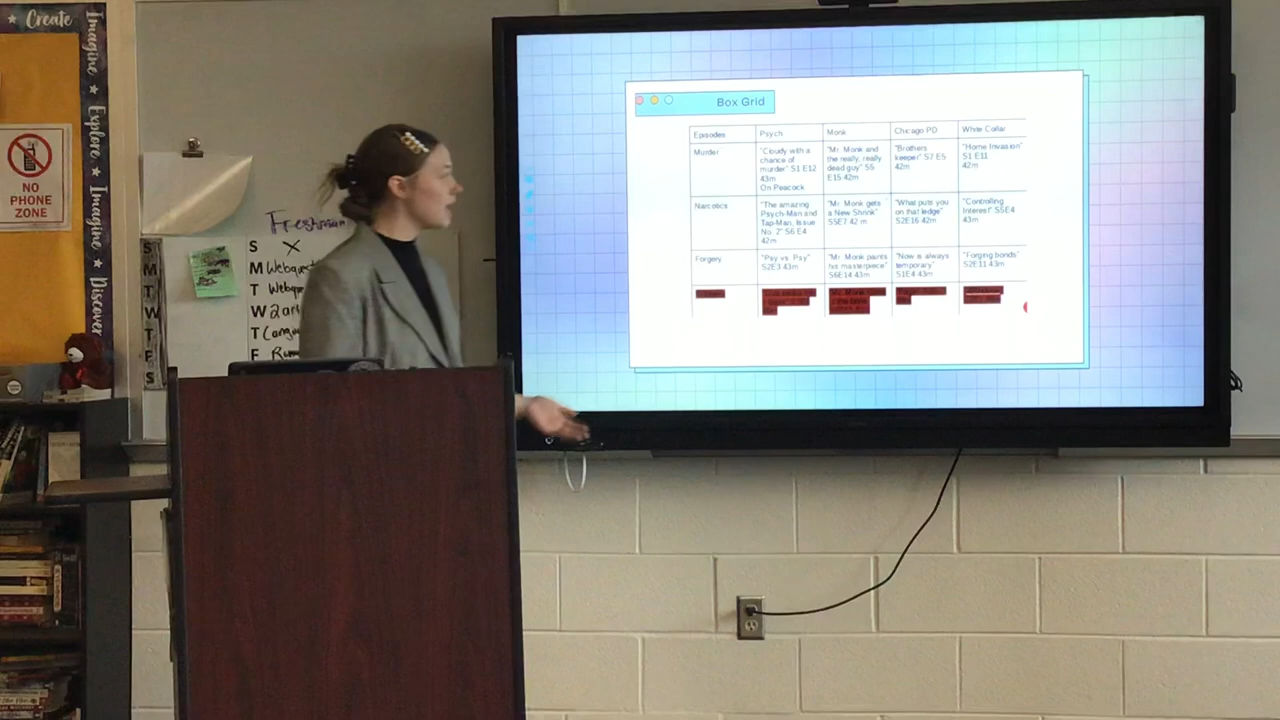 Create
Imagine
Explore
Imagine
Discover
NO
PHONE
ZONE
Freshman
S
M Webquest
T
W 2
T
F
S
M
T
W
T
F
S
Box Grid
Episodes Psych Monk Chicago PD White Collar
Murder
"Cloudy with a
chance of
murder" S1 E12
43m
On Peacock
"Mr. Monk and
the really, really
dead guy" S5
E15 42m
"Brothers
keeper" S7 E5
42m
"Home Invasion"
S1 E11
42m
Narcotics
"The amazing
Psych-Man and
Tap-Man, Issue
No. 2" S6 E4
42m
"Mr. Monk gets
a New Shrink"
S5E7 42 m
"What puts you
on that ledge"
S2E16 42m
"Controlling
Interest" S5E4
43m
Forgery
"Psy vs. Psy"
S2E3 43m
"Mr. Monk paints
his masterpiece"
S6E14 43m
"Now is always
temporary"
S1E4 43m
"Forging bonds"
S2E11 43m